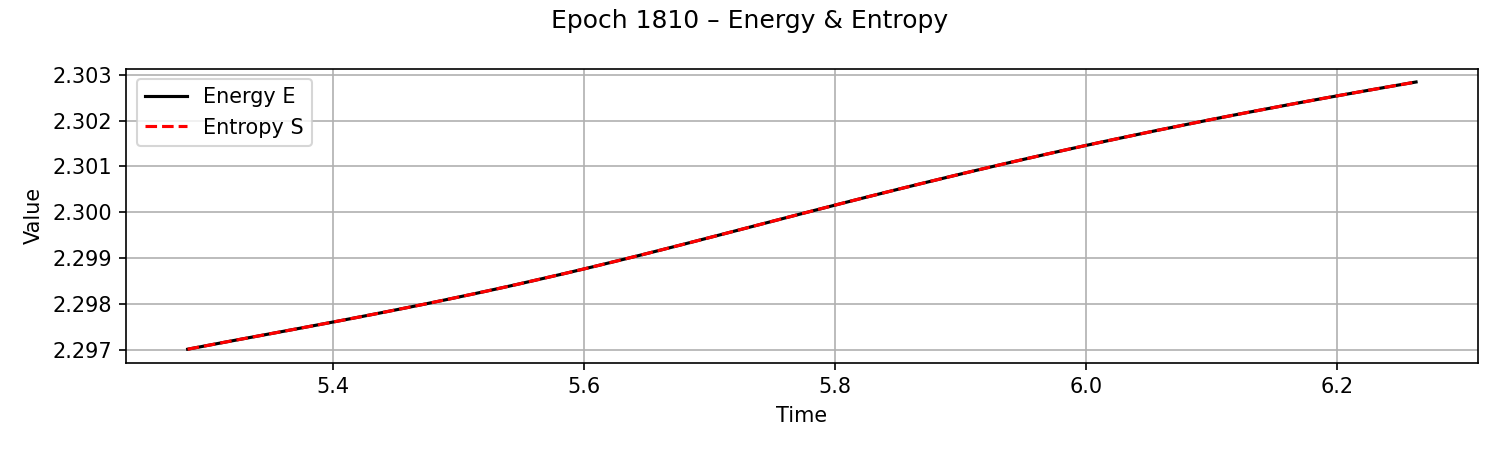 Epoch 1810 – Energy & Entropy
2.303
2.302
2.301
2.300
2.299
2.298
2.297
Value
Energy E
Entropy S
5.4
5.6
5.8
6.0
6.2
Time